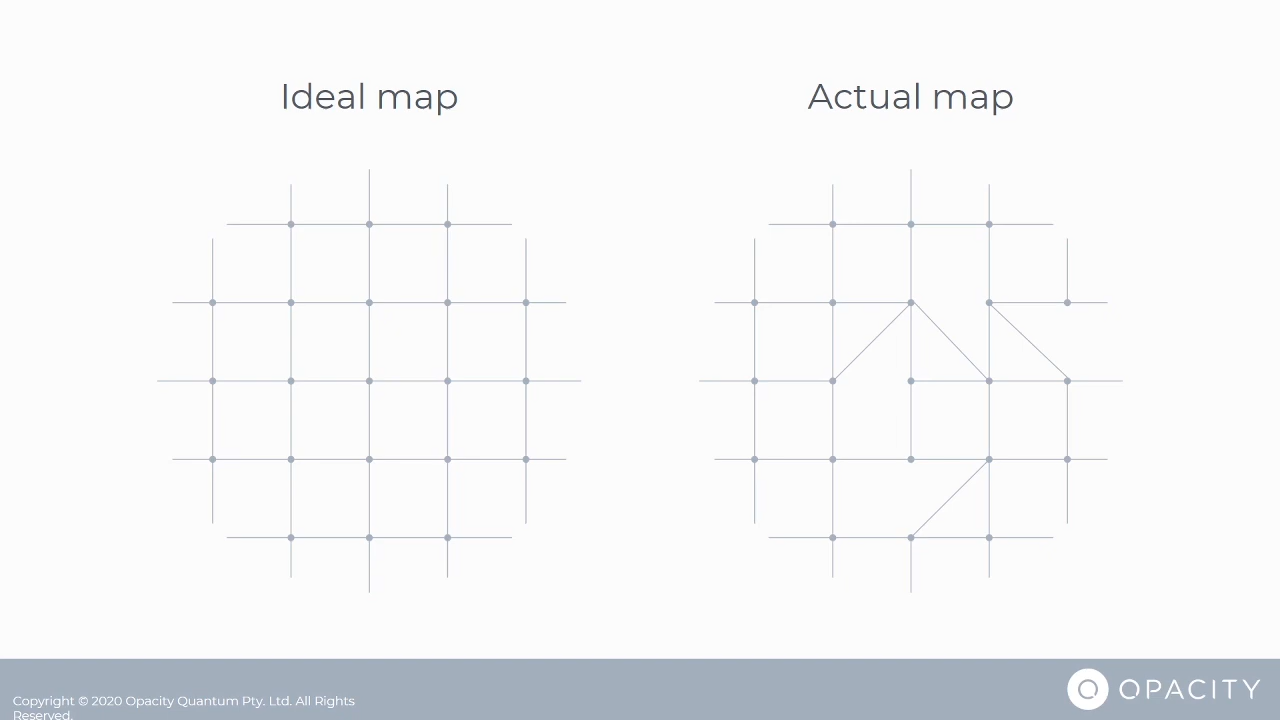 Ideal map
Actual map
Copyright © 2020 Opacity Quantum Pty. Ltd. All Rights
Reserved.
OPACITY